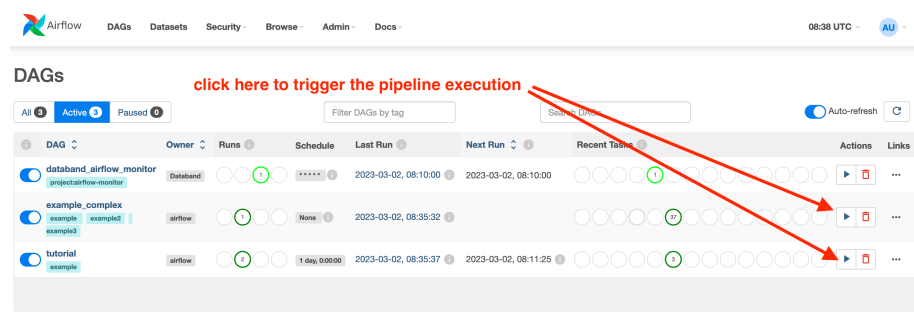 Airflow DAGs Datasets Security Browse Admin Docs 08:38 UTC AU
DAGs
click here to trigger the pipeline execution
All 3 Active 3 Paused 0 Filter DAGs by tag Search DAGs Auto-refresh
DAG Owner Runs Schedule Last Run Next Run Recent Tasks Actions Links
databand_airflow_monitor
project:airflow-monitor
Databand 1 * * * * * 2023-03-02, 08:10:00 2023-03-02, 08:10:00 1
example_complex
example example2
example3
airflow 1 None 2023-03-02, 08:35:32 37
tutorial
example
airflow 2 1 day, 0:00:00 2023-03-02, 08:35:37 2023-03-02, 08:11:25 3